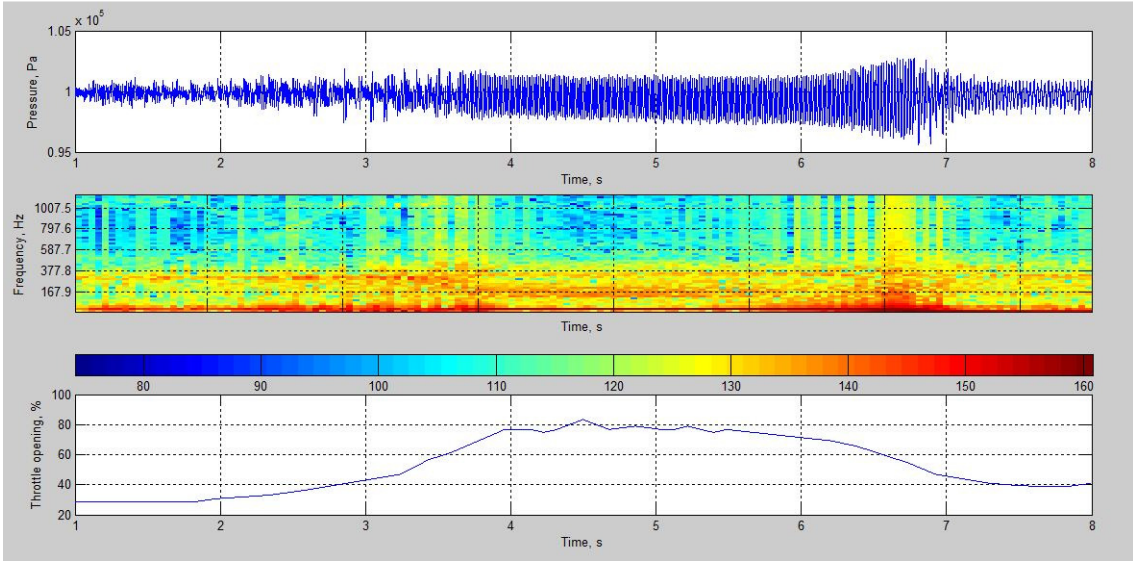 x 10⁵
1.05
1
0.95
Pressure, Pa
1 2 3 4 5 6 7 8
Time, s
1007.5
797.6
587.7
377.8
167.9
Frequency, Hz
Time, s
80 90 100 110 120 130 140 150 160
100
80
60
40
20
Throttle opening, %
1 2 3 4 5 6 7 8
Time, s